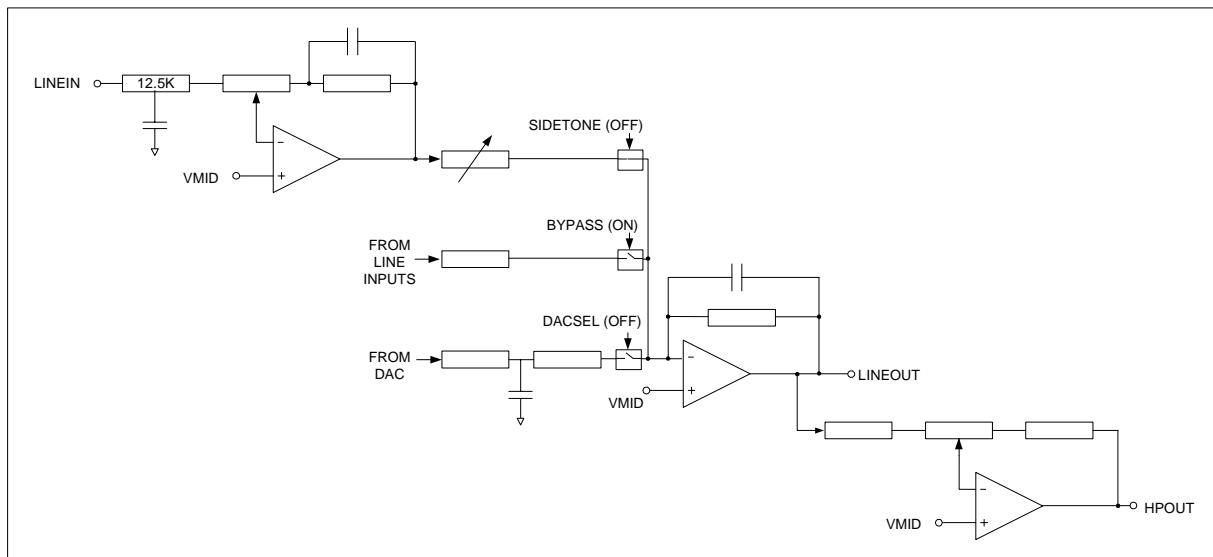 LINEIN
12.5K
SIDETONE (OFF)
VMID
−
+
BYPASS (ON)
FROM
LINE
INPUTS
DACSEL (OFF)
FROM
DAC
−
+
VMID
LINEOUT
−
+
VMID
HPOUT